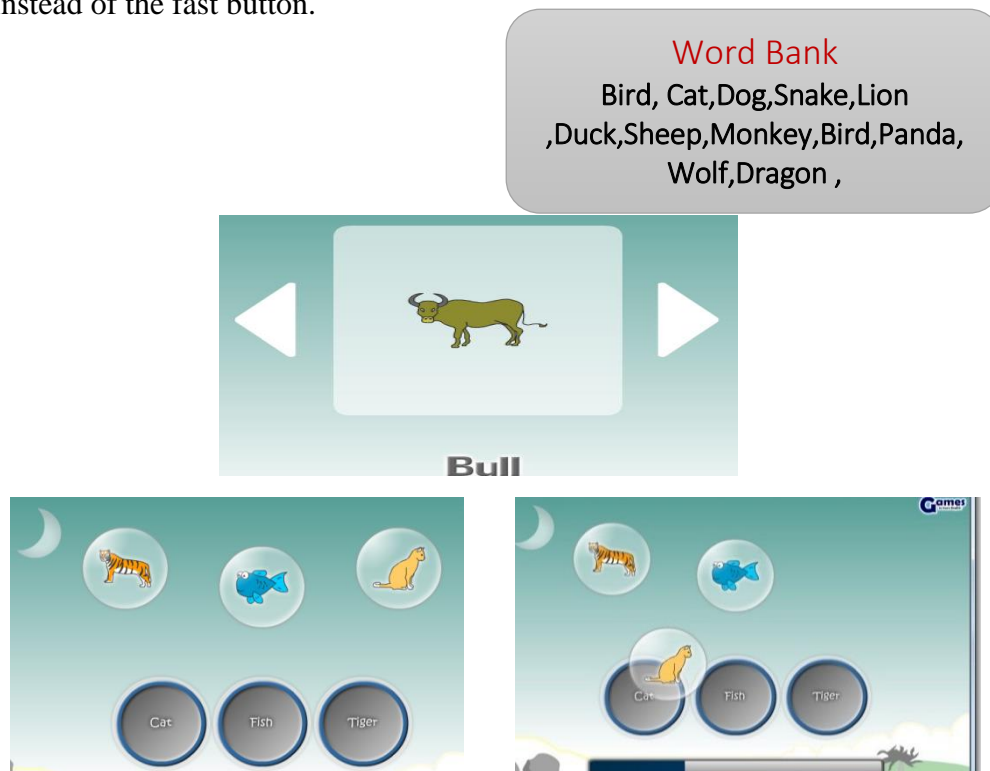 instead of the fast button.
Word Bank
Bird, Cat,Dog,Snake,Lion
,Duck,Sheep,Monkey,Bird,Panda,
Wolf,Dragon ,
Bull
Cat Fish Tiger
Games
Cat Fish Tiger